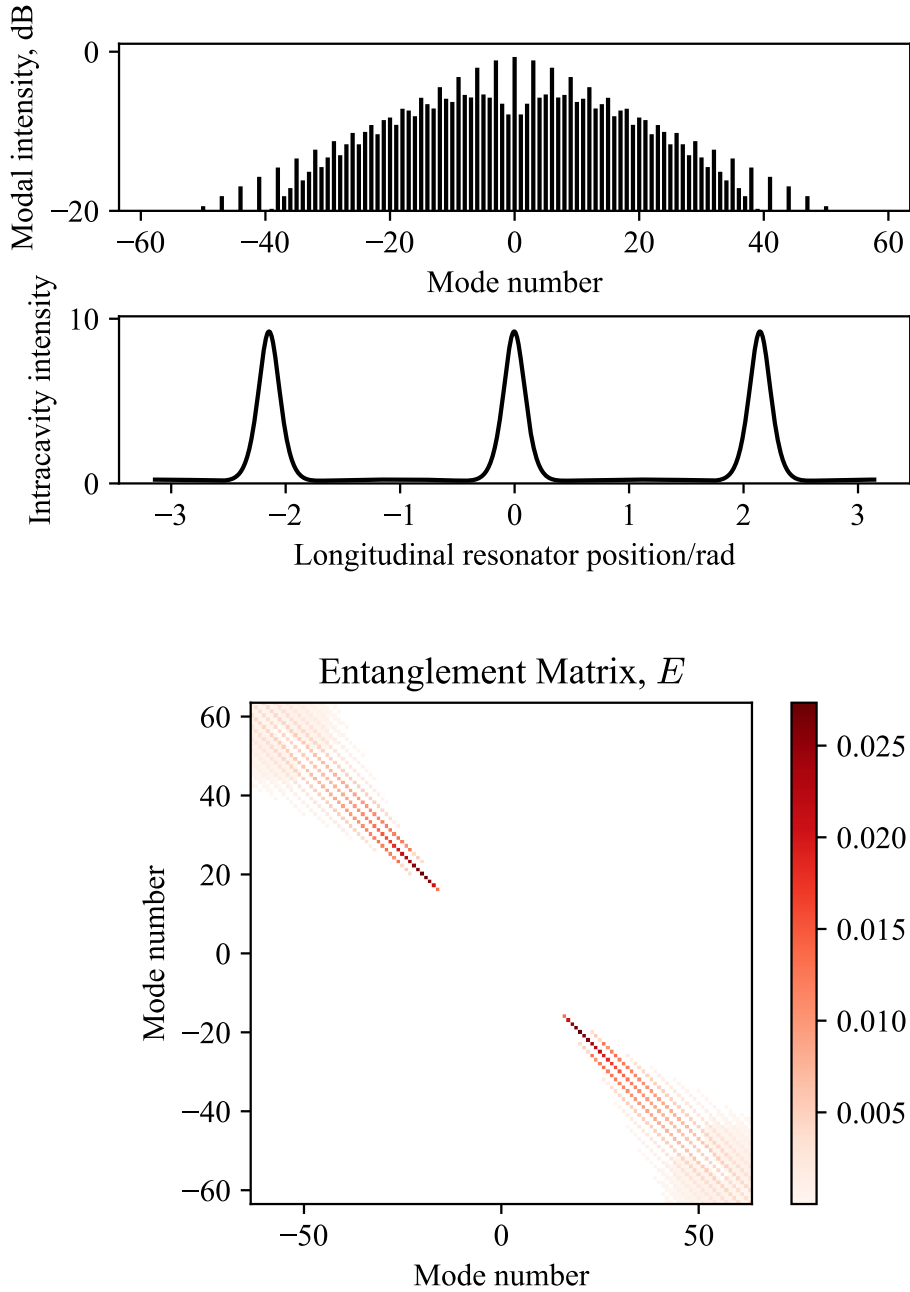 Modal intensity, dB
0
−20
−60 −40 −20 0 20 40 60
Mode number
Intracavity intensity
10
0
−3 −2 −1 0 1 2 3
Longitudinal resonator position/rad
Entanglement Matrix, E
Mode number
60
40
20
0
−20
−40
−60
−50 0 50
Mode number
0.025
0.020
0.015
0.010
0.005